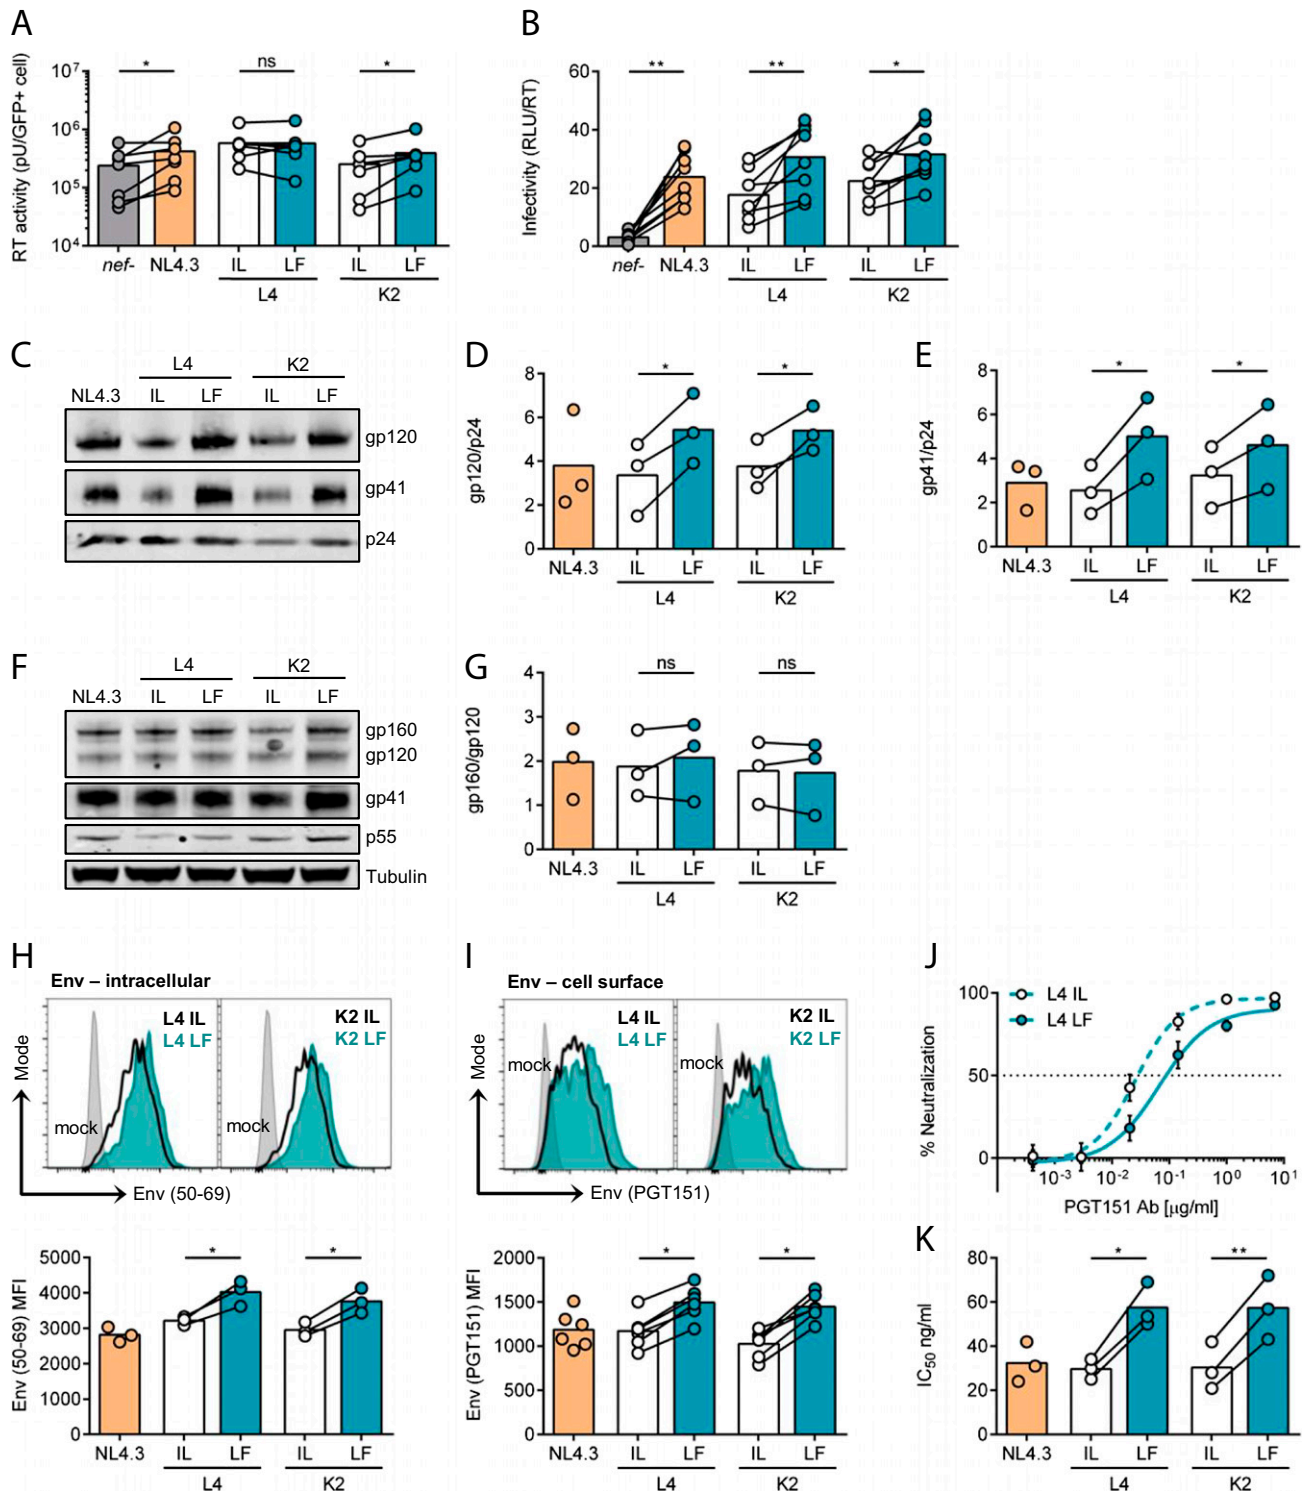 A
RT activity (pU/GFP+ cell)
10⁷
10⁶
10⁵
10⁴
*
ns
*
nef- NL4.3 IL LF IL LF
L4 K2
B
Infectivity (RLU/RT)
60
40
20
0
**
**
*
nef- NL4.3 IL LF IL LF
L4 K2
C
L4 K2
NL4.3 IL LF IL LF
gp120
gp41
p24
D
gp120/p24
8
6
4
2
0
*
*
NL4.3 IL LF IL LF
L4 K2
E
gp41/p24
8
6
4
2
0
*
*
NL4.3 IL LF IL LF
L4 K2
F
L4 K2
NL4.3 IL LF IL LF
gp160
gp120
gp41
p55
Tubulin
G
gp160/gp120
4
3
2
1
0
ns
ns
NL4.3 IL LF IL LF
L4 K2
H
Env – intracellular
Mode
L4 IL
L4 LF
mock
K2 IL
K2 LF
mock
Env (50-69)
Env (50-69) MFI
5000
4000
3000
2000
1000
0
*
*
NL4.3 IL LF IL LF
L4 K2
I
Env – cell surface
Mode
L4 IL
L4 LF
mock
K2 IL
K2 LF
mock
Env (PGT151)
Env (PGT151) MFI
2000
1500
1000
500
0
*
*
NL4.3 IL LF IL LF
L4 K2
J
% Neutralization
100
50
0
L4 IL
L4 LF
10⁻³ 10⁻² 10⁻¹ 10⁰ 10¹
PGT151 Ab [µg/ml]
K
IC₅₀ ng/ml
80
60
40
20
0
*
**
NL4.3 IL LF IL LF
L4 K2